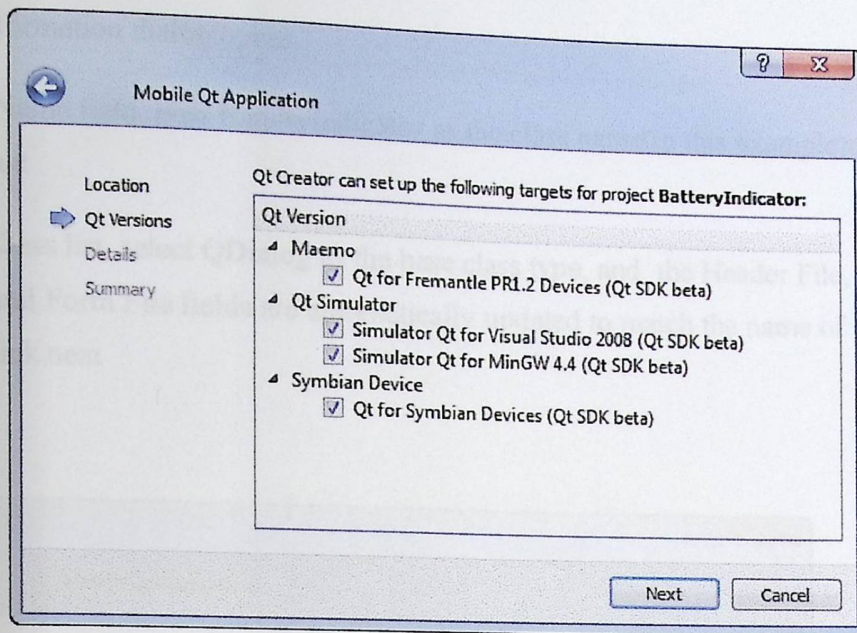 Mobile Qt Application
Location
Qt Versions
Details
Summary
Qt Creator can set up the following targets for project BatteryIndicator:
Qt Version
Maemo
Qt for Fremantle PR1.2 Devices (Qt SDK beta)
Qt Simulator
Simulator Qt for Visual Studio 2008 (Qt SDK beta)
Simulator Qt for MinGW 4.4 (Qt SDK beta)
Symbian Device
Qt for Symbian Devices (Qt SDK beta)
Next
Cancel